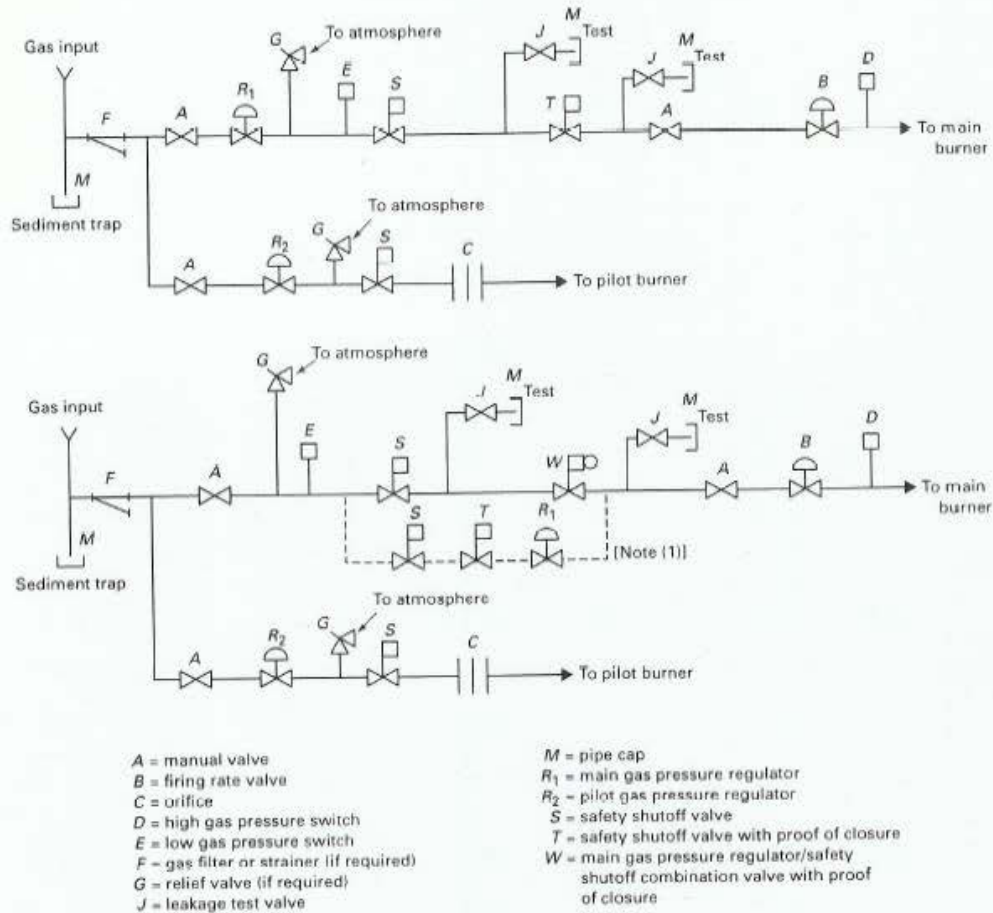 Gas input
F
M
Sediment trap
A
R1
G
To atmosphere
E
S
J
M
Test
T
J
M
Test
A
B
D
To main
burner
A
R2
G
To atmosphere
S
C
To pilot burner
Gas input
F
M
Sediment trap
A
G
To atmosphere
E
S
J
M
Test
W
J
M
Test
A
B
D
To main
burner
S
T
R1
[Note (1)]
A
R2
G
To atmosphere
S
C
To pilot burner
A = manual valve
B = firing rate valve
C = orifice
D = high gas pressure switch
E = low gas pressure switch
F = gas filter or strainer (if required)
G = relief valve (if required)
J = leakage test valve
M = pipe cap
R1 = main gas pressure regulator
R2 = pilot gas pressure regulator
S = safety shutoff valve
T = safety shutoff valve with proof of closure
W = main gas pressure regulator/safety
shutoff combination valve with proof
of closure